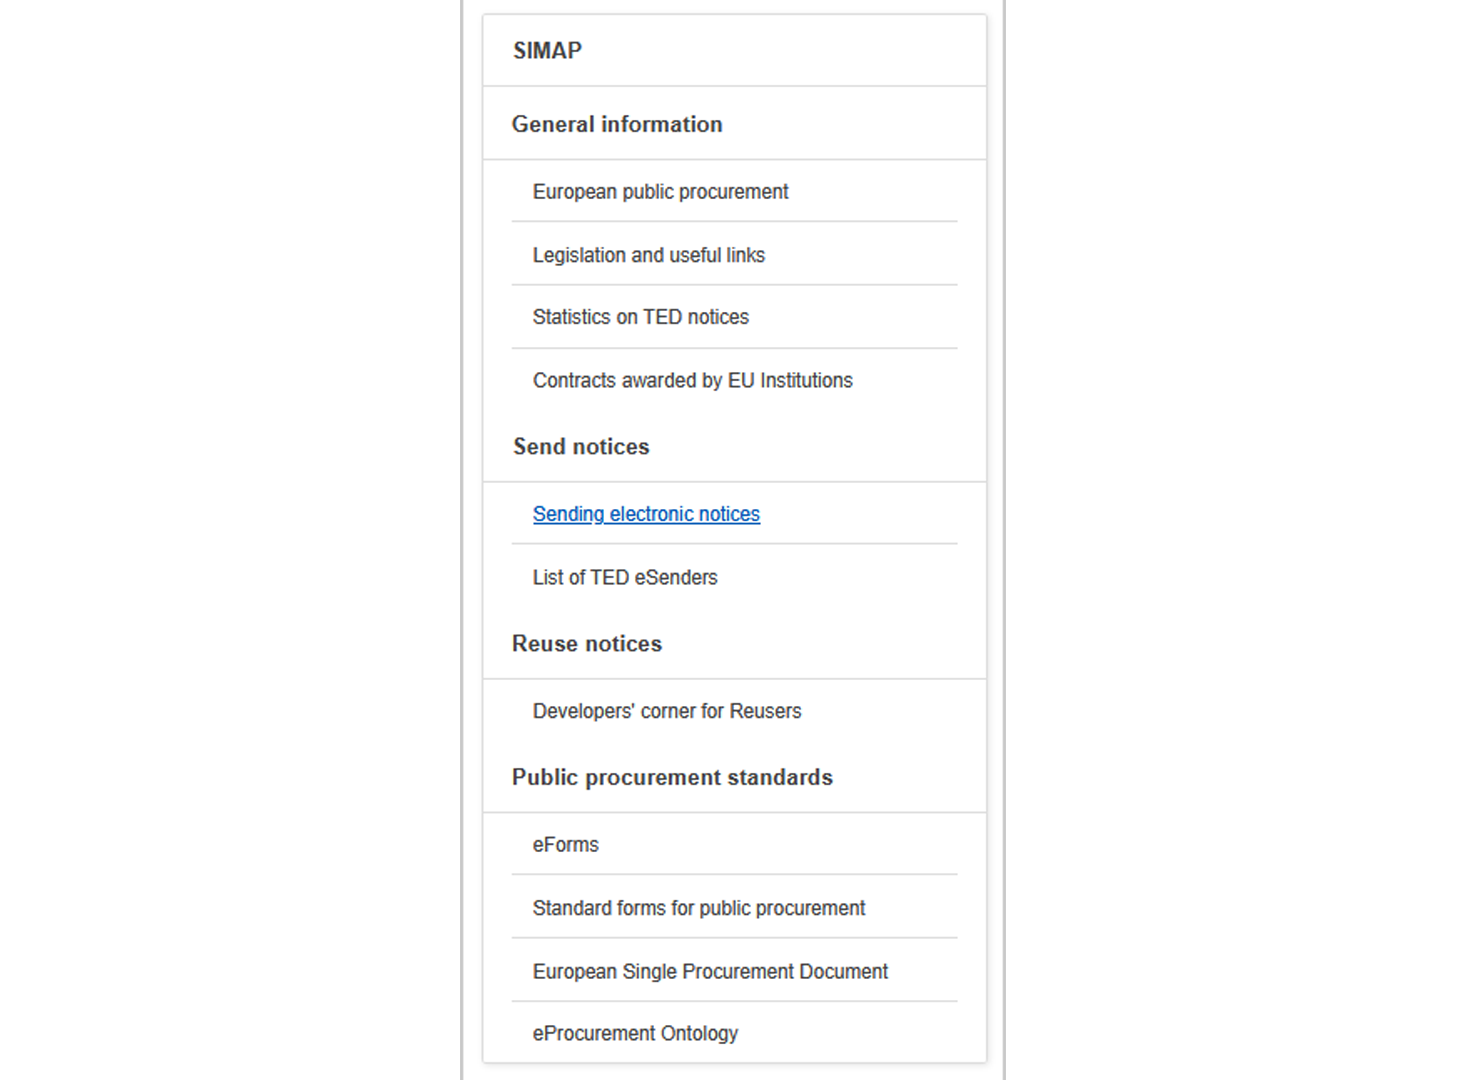 SIMAP
General information
European public procurement
Legislation and useful links
Statistics on TED notices
Contracts awarded by EU Institutions
Send notices
Sending electronic notices
List of TED eSenders
Reuse notices
Developers' corner for Reusers
Public procurement standards
eForms
Standard forms for public procurement
European Single Procurement Document
eProcurement Ontology